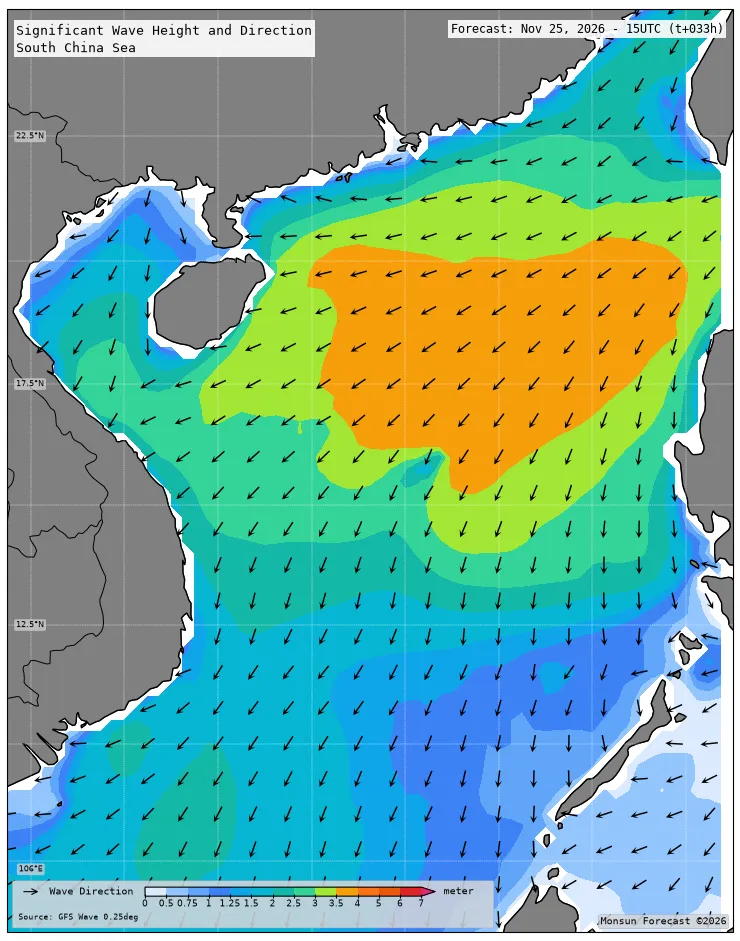 Significant Wave Height and Direction
South China Sea
Forecast: Nov 25, 2026 - 15UTC (t+033h)
22.5°N
17.5°N
12.5°N
106°E
Wave Direction
meter
0 0.5 0.75 1 1.25 1.5 2 2.5 3 3.5 4 5 6 7
Source: GFS Wave 0.25deg
Monsun Forecast ©2026